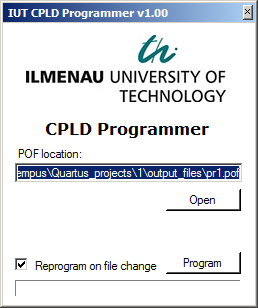 IUT CPLD Programmer v1.00
th
ILMENAU UNIVERSITY OF
TECHNOLOGY
CPLD Programmer
POF location:
empus\Quartus_projects\1\output_files\pr1.pof
Open
Reprogram on file change
Program